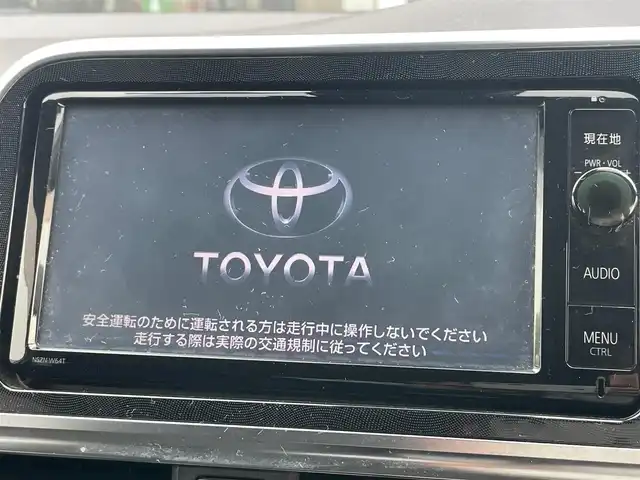 現在地
PWR・VOL
TOYOTA
AUDIO
安全運転のために運転される方は走行中に操作しないでください
走行する際は実際の交通規制に従ってください
MENU
CTRL
NSZN-W64T